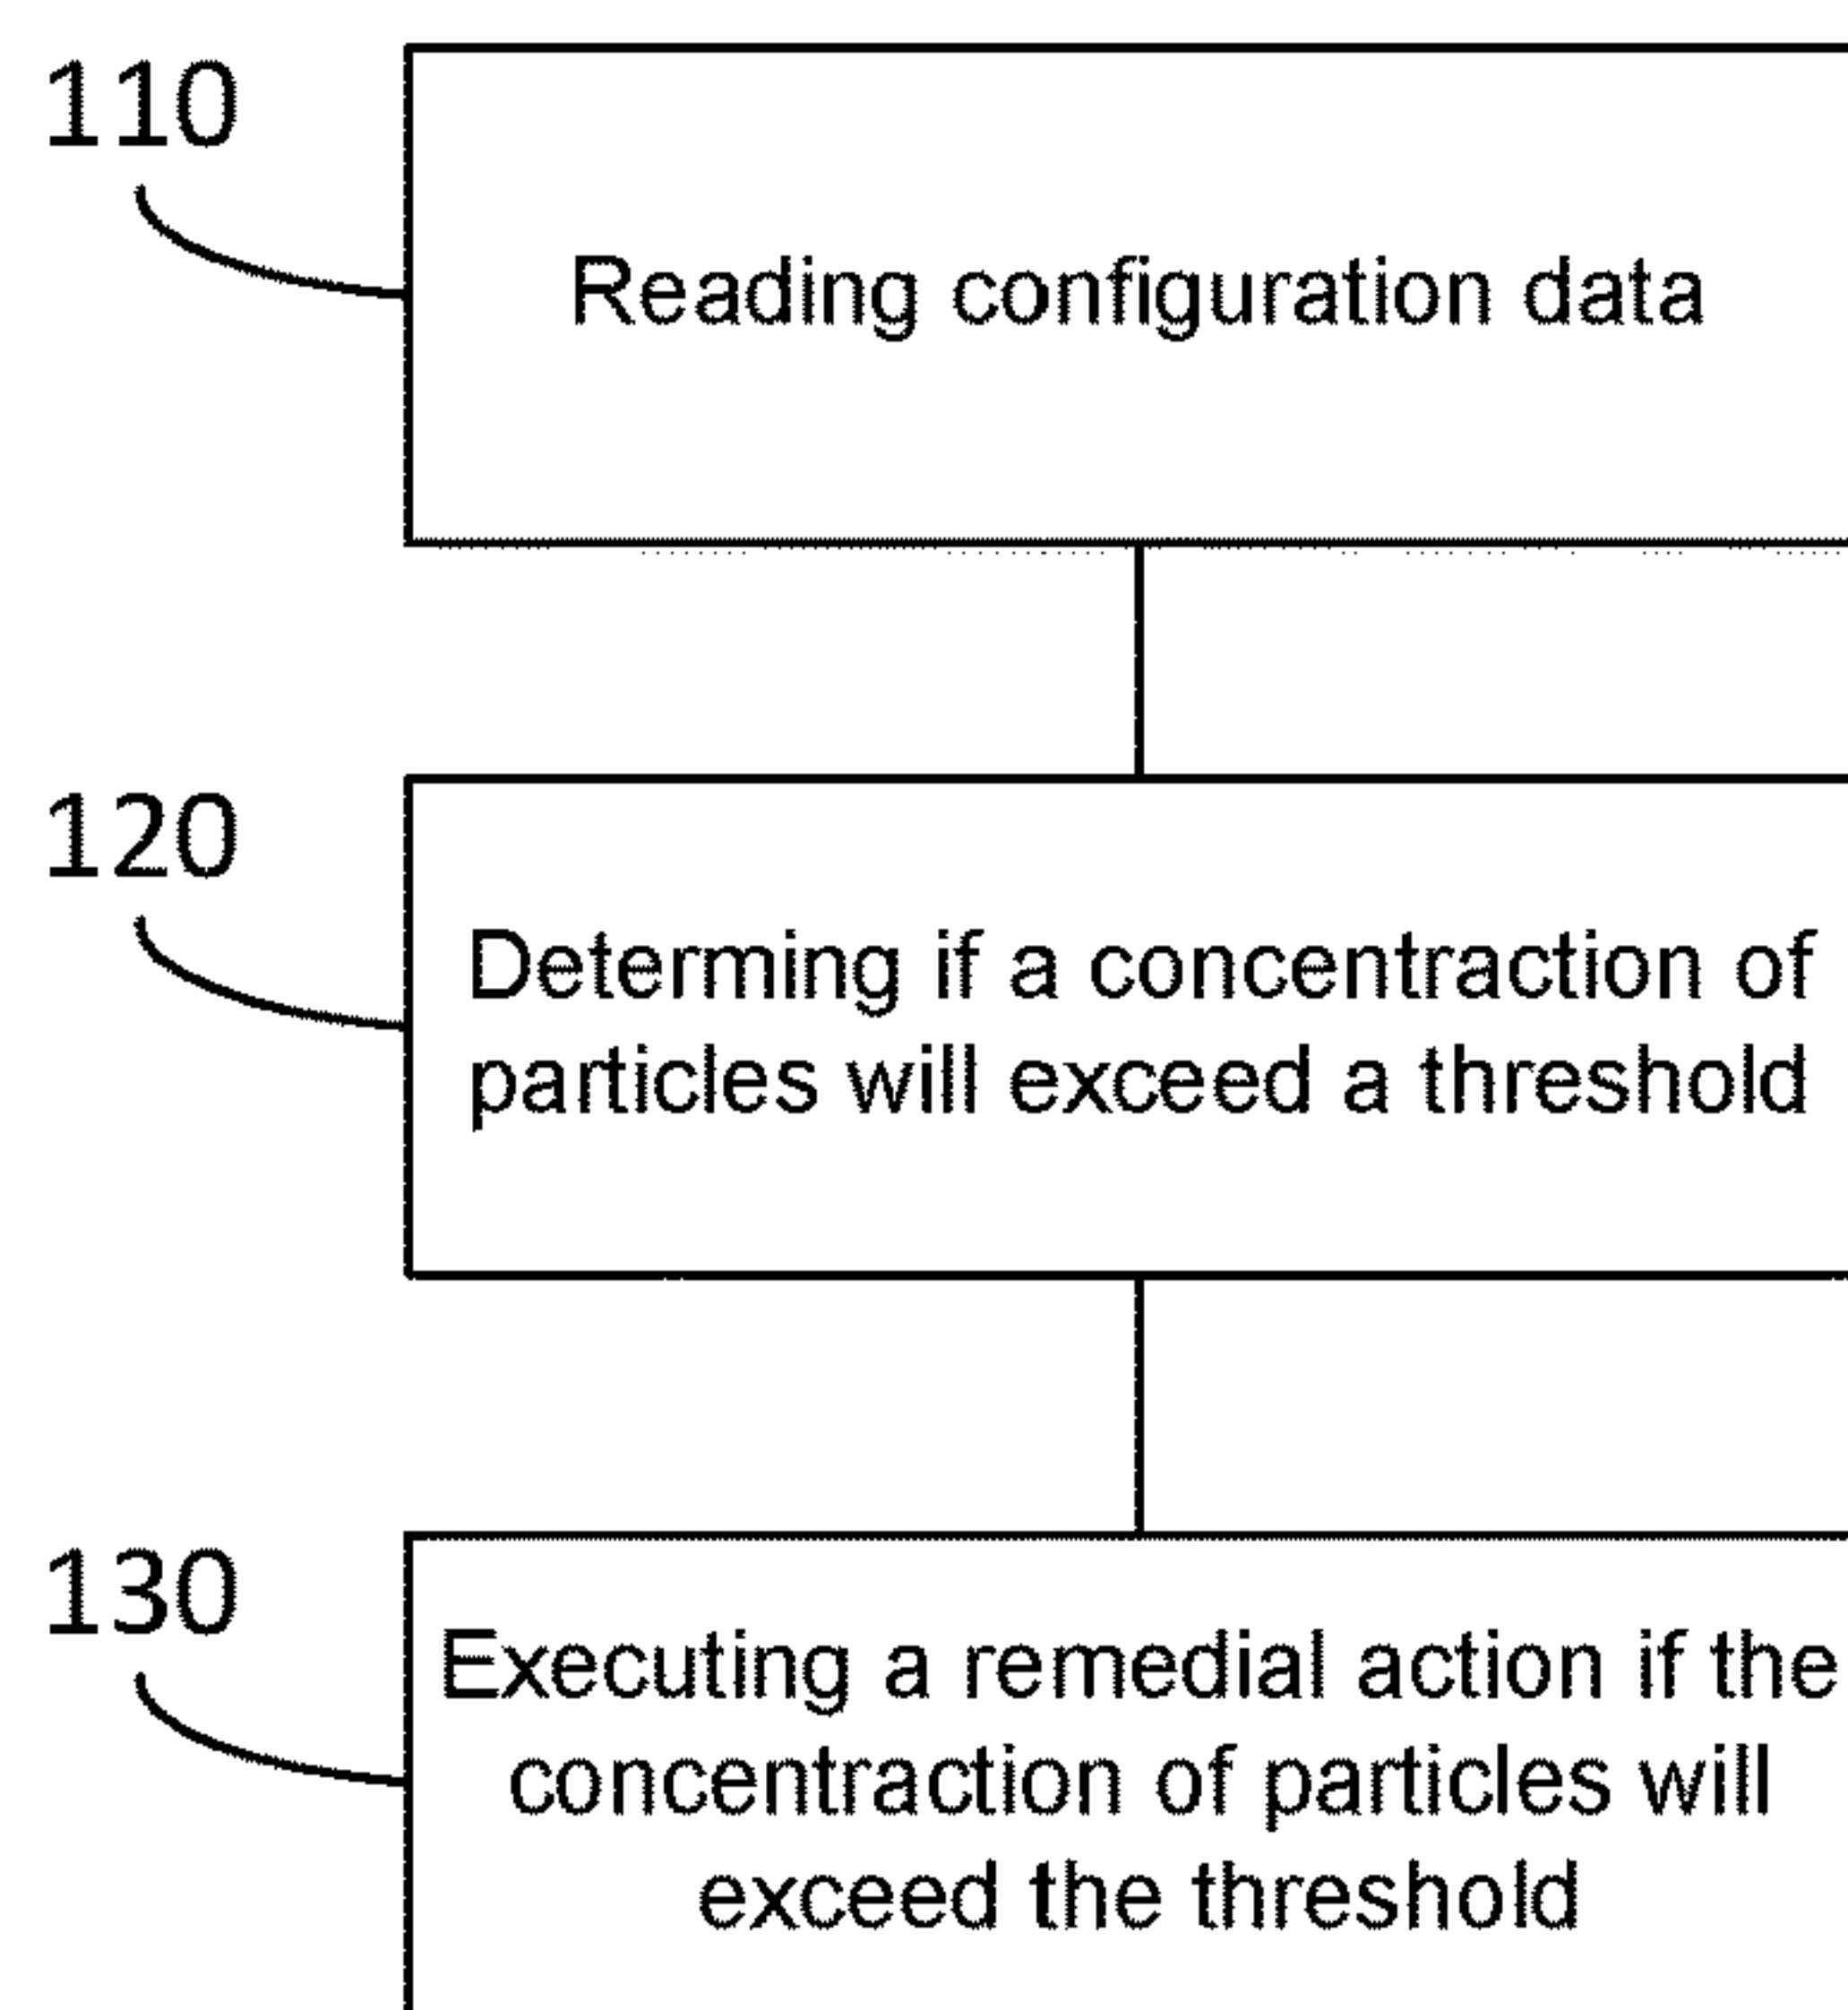 110
Reading configuration data
120
Determing if a concentraction of
particles will exceed a threshold
130
Executing a remedial action if the
concentraction of particles will
exceed the threshold